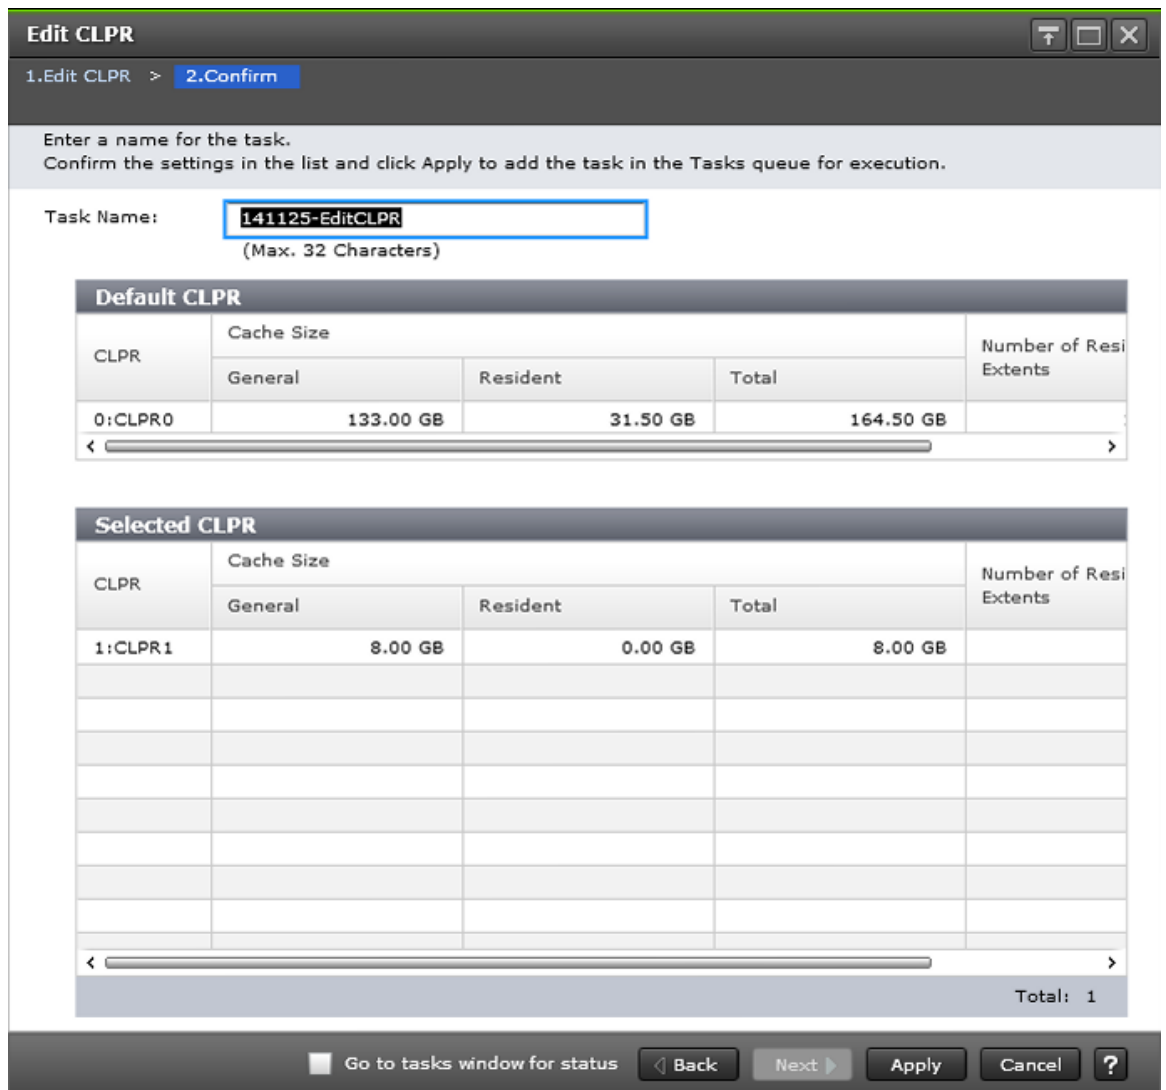 Edit CLPR
1.Edit CLPR > 2.Confirm
Enter a name for the task.
Confirm the settings in the list and click Apply to add the task in the Tasks queue for execution.
Task Name: 141125-EditCLPR
(Max. 32 Characters)
Default CLPR
CLPR Cache Size Number of Resi
Extents
General Resident Total
0:CLPR0 133.00 GB 31.50 GB 164.50 GB
Selected CLPR
CLPR Cache Size Number of Resi
Extents
General Resident Total
1:CLPR1 8.00 GB 0.00 GB 8.00 GB
Total: 1
Go to tasks window for status Back Next Apply Cancel ?